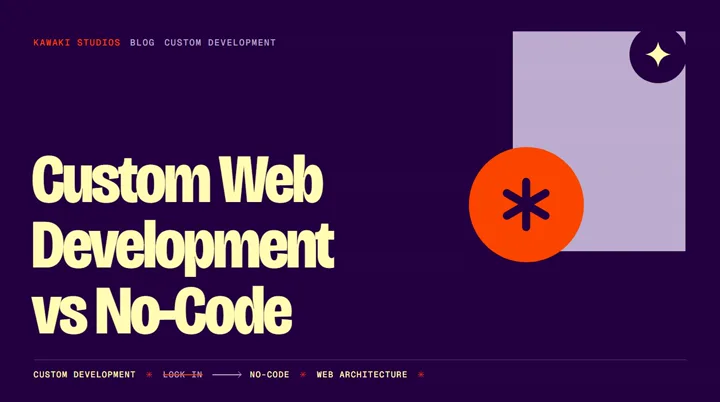 KAWAKI STUDIOS BLOG CUSTOM DEVELOPMENT
Custom Web
Development
vs No-Code
CUSTOM DEVELOPMENT * LOCK-IN → NO-CODE * WEB ARCHITECTURE *